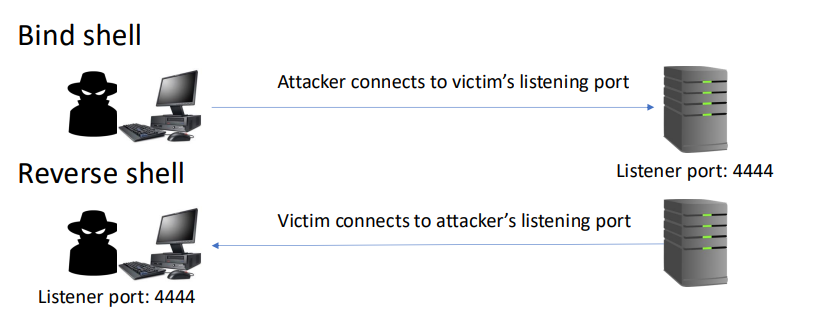 Bind shell
Attacker connects to victim's listening port
Listener port: 4444
Reverse shell
Victim connects to attacker's listening port
Listener port: 4444